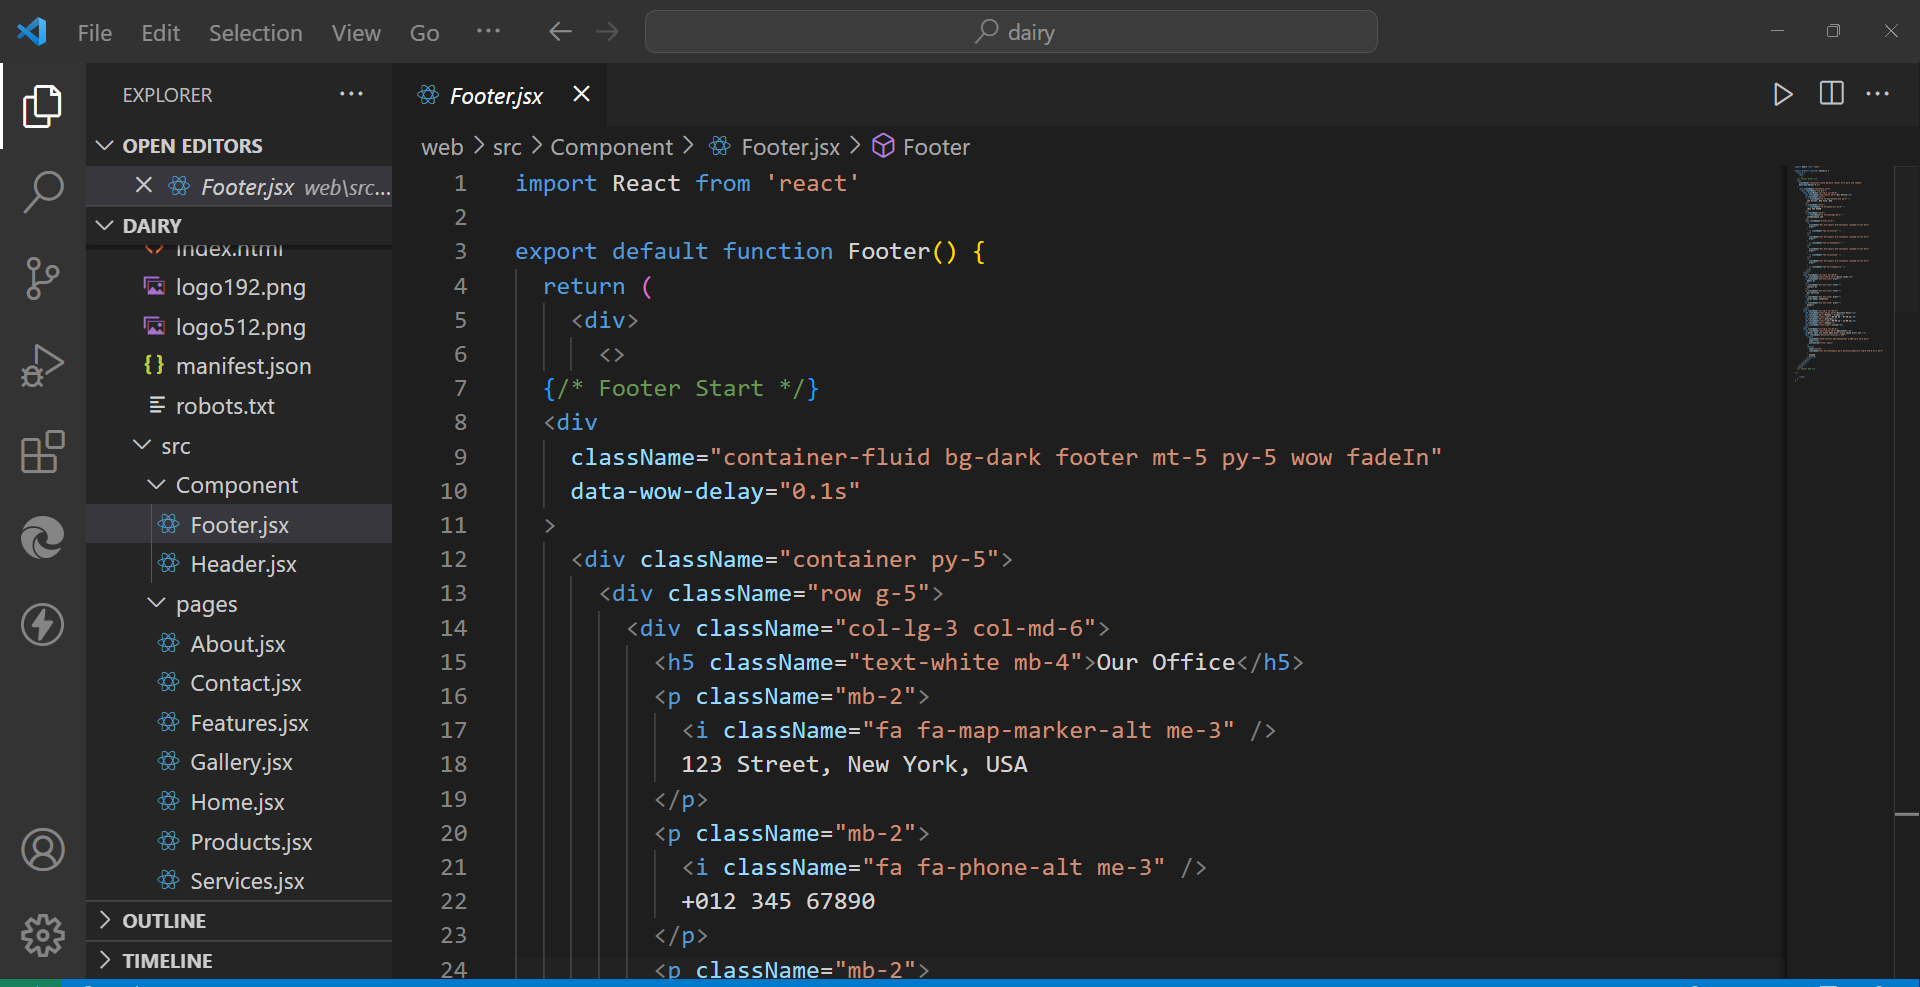 File Edit Selection View Go ··· dairy
EXPLORER ···
OPEN EDITORS
Footer.jsx web\src...
DAIRY
index.html
logo192.png
logo512.png
manifest.json
robots.txt
src
Component
Footer.jsx
Header.jsx
pages
About.jsx
Contact.jsx
Features.jsx
Gallery.jsx
Home.jsx
Products.jsx
Services.jsx
OUTLINE
TIMELINE
Footer.jsx
web > src > Component > Footer.jsx > Footer
1 import React from 'react'
2
3 export default function Footer() {
4 return (
5 <div>
6 <>
7 {/* Footer Start */}
8 <div
9 className="container-fluid bg-dark footer mt-5 py-5 wow fadeIn"
10 data-wow-delay="0.1s"
11 >
12 <div className="container py-5">
13 <div className="row g-5">
14 <div className="col-lg-3 col-md-6">
15 <h5 className="text-white mb-4">Our Office</h5>
16 <p className="mb-2">
17 <i className="fa fa-map-marker-alt me-3" />
18 123 Street, New York, USA
19 </p>
20 <p className="mb-2">
21 <i className="fa fa-phone-alt me-3" />
22 +012 345 67890
23 </p>
24 <p className="mb-2">